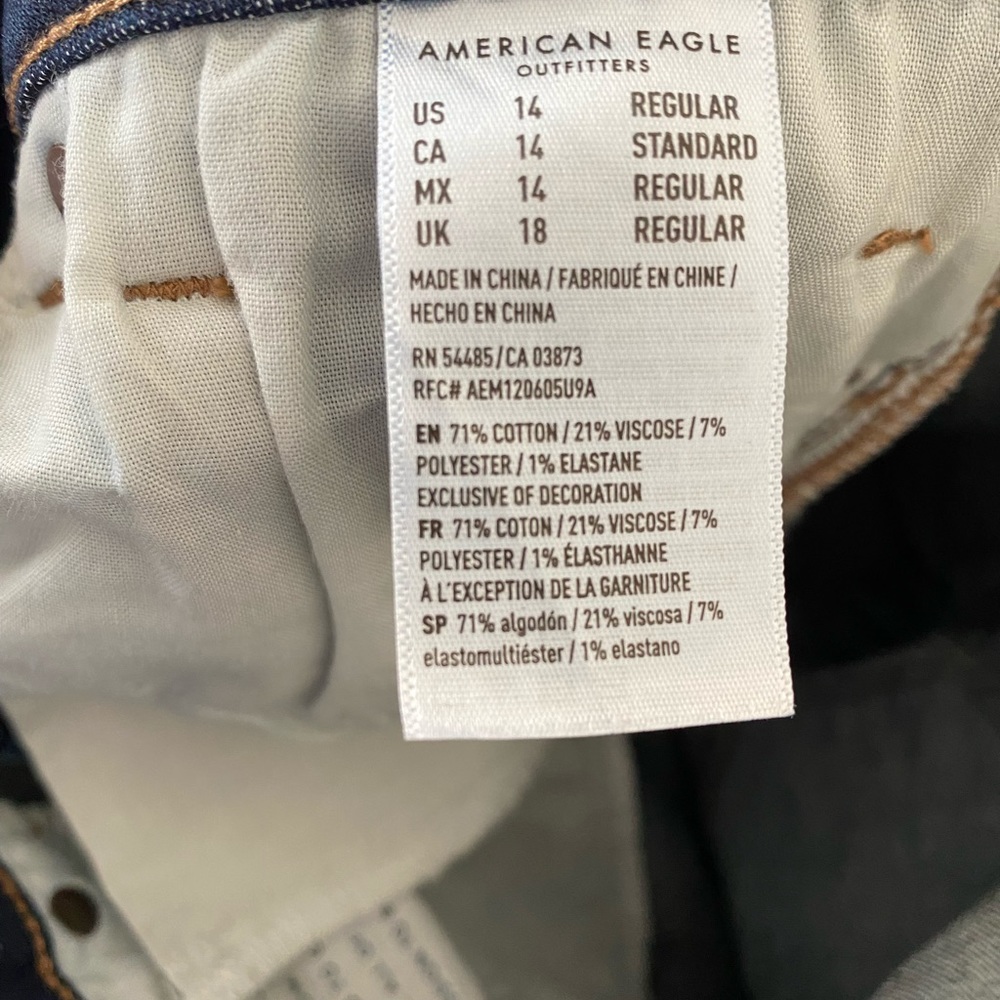 AMERICAN EAGLE
OUTFITTERS
US 14 REGULAR
CA 14 STANDARD
MX 14 REGULAR
UK 18 REGULAR
MADE IN CHINA / FABRIQUÉ EN CHINE /
HECHO EN CHINA
RN 54485/CA 03873
RFC# AEM120605U9A
EN 71% COTTON / 21% VISCOSE / 7%
POLYESTER / 1% ELASTANE
EXCLUSIVE OF DECORATION
FR 71% COTON / 21% VISCOSE / 7%
POLYESTER / 1% ÉLASTHANNE
À L'EXCEPTION DE LA GARNITURE
SP 71% algodón / 21% viscosa / 7%
elastomultiéster / 1% elastano